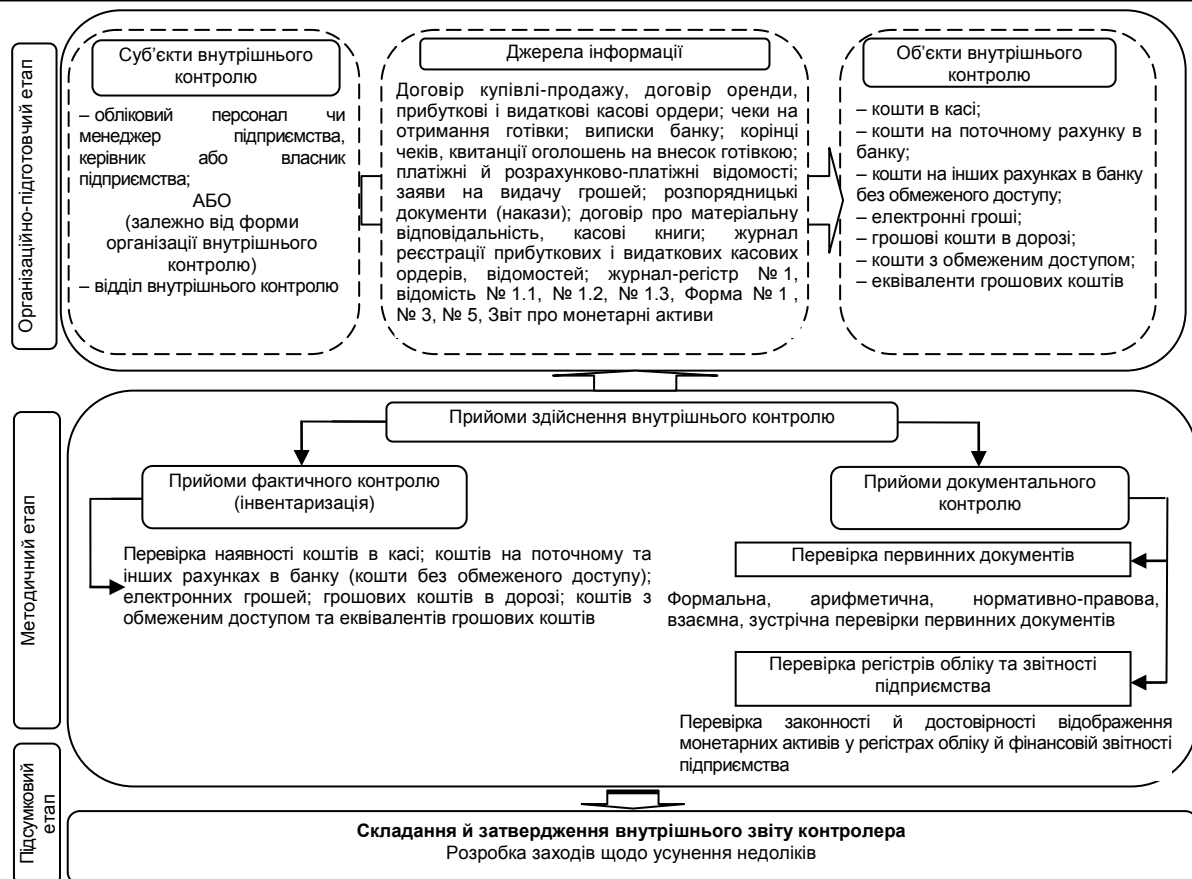 Організаційно-підготовчий етап
Суб’єкти внутрішнього
контролю
– обліковий персонал чи
менеджер підприємства,
керівник або власник
підприємства;
АБО
(залежно від форми
організації внутрішнього
контролю)
– відділ внутрішнього контролю
Джерела інформації
Договір купівлі-продажу, договір оренди,
прибуткові і видаткові касові ордери; чеки на
отримання готівки; виписки банку; корінці
чеків, квитанції оголошень на внесок готівкою;
платіжні й розрахунково-платіжні відомості;
заяви на видачу грошей; розпорядницькі
документи (накази); договір про матеріальну
відповідальність, касові книги; журнал
реєстрації прибуткових і видаткових касових
ордерів, відомостей; журнал-регістр № 1,
відомість № 1.1, № 1.2, № 1.3, Форма № 1 ,
№ 3, № 5, Звіт про монетарні активи
Об’єкти внутрішнього
контролю
– кошти в касі;
– кошти на поточному рахунку в
банку;
– кошти на інших рахунках в банку
без обмеженого доступу;
– електронні гроші;
– грошові кошти в дорозі;
– кошти з обмеженим доступом;
– еквіваленти грошових коштів
Методичний етап
Прийоми здійснення внутрішнього контролю
Прийоми фактичного контролю
(інвентаризація)
Перевірка наявності коштів в касі; коштів на поточному та
інших рахунках в банку (кошти без обмеженого доступу);
електронних грошей; грошових коштів в дорозі; коштів з
обмеженим доступом та еквівалентів грошових коштів
Прийоми документального
контролю
Перевірка первинних документів
Формальна, арифметична, нормативно-правова,
взаємна, зустрічна перевірки первинних документів
Перевірка регістрів обліку та звітності
підприємства
Перевірка законності й достовірності відображення
монетарних активів у регістрах обліку й фінансовій звітності
підприємства
Підсумковий
етап
Складання й затвердження внутрішнього звіту контролера
Розробка заходів щодо усунення недоліків